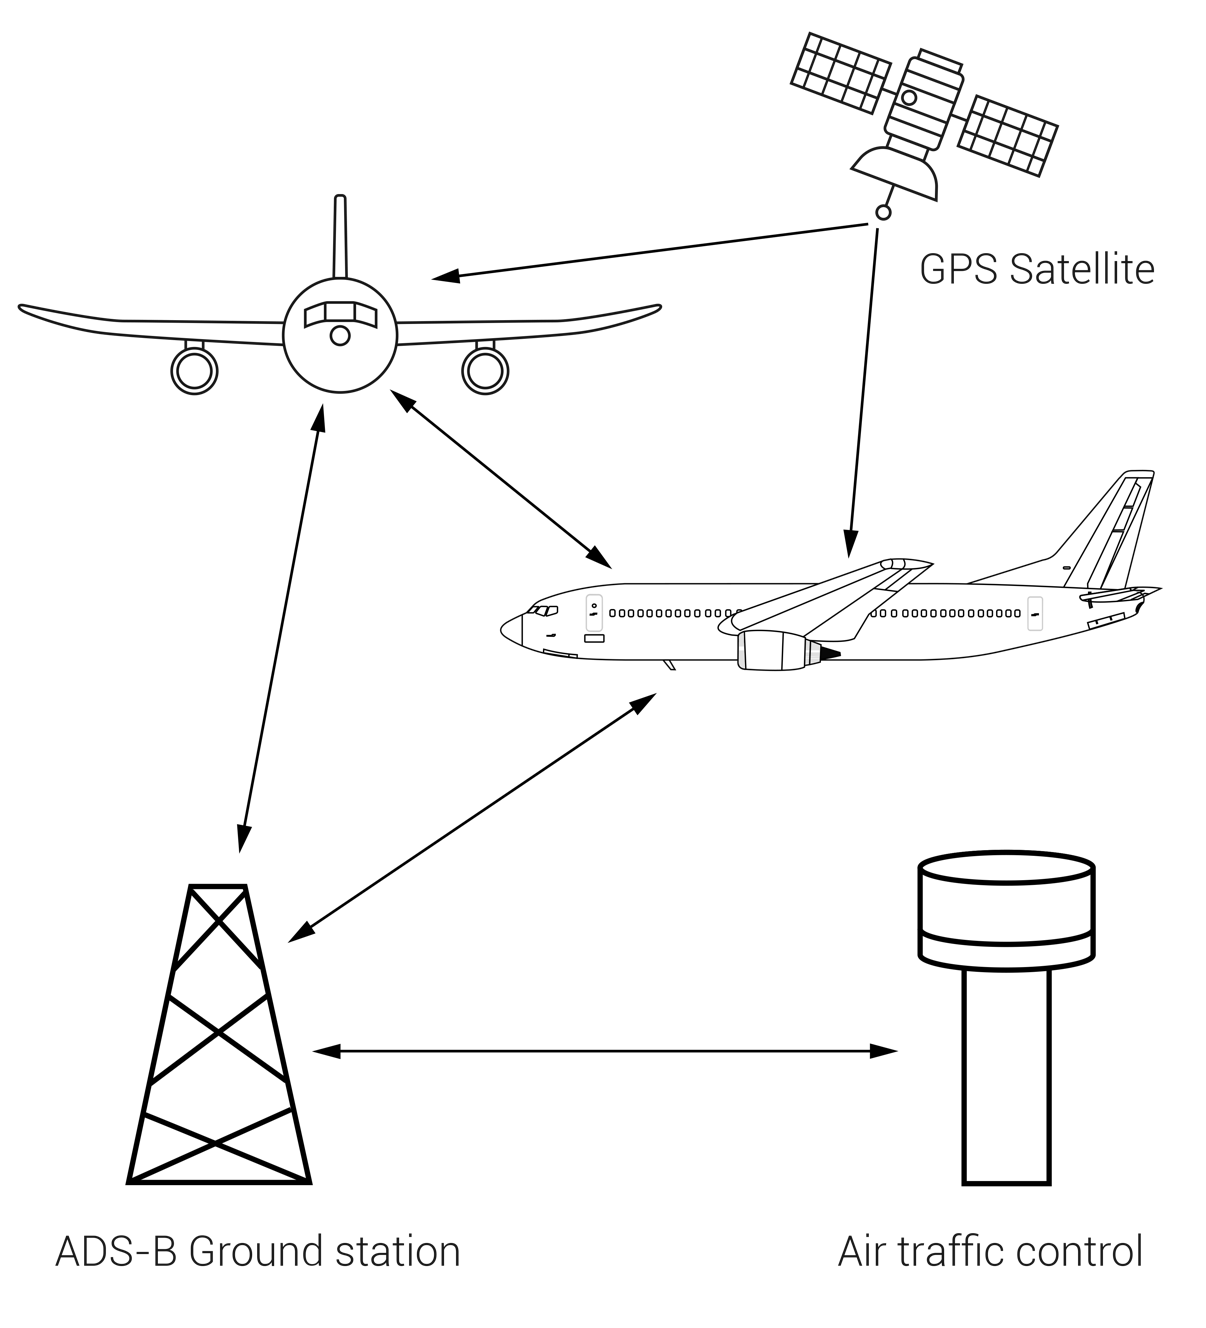 GPS Satellite
ADS-B Ground station
Air traffic control